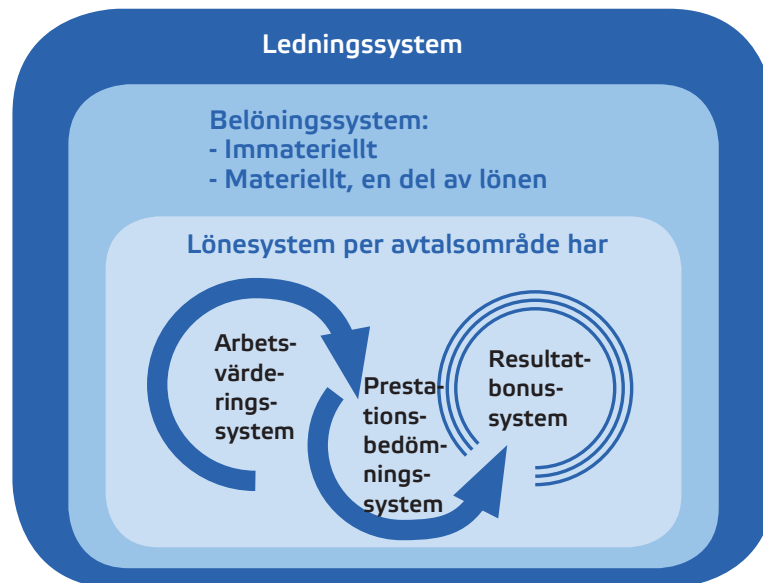 Ledningssystem
Belöningssystem:
- Immateriellt
- Materiellt, en del av lönen
Lönesystem per avtalsområde har
Arbets-
värde-
rings-
system
Presta-
tions-
bedöm-
nings-
system
Resultat-
bonus-
system